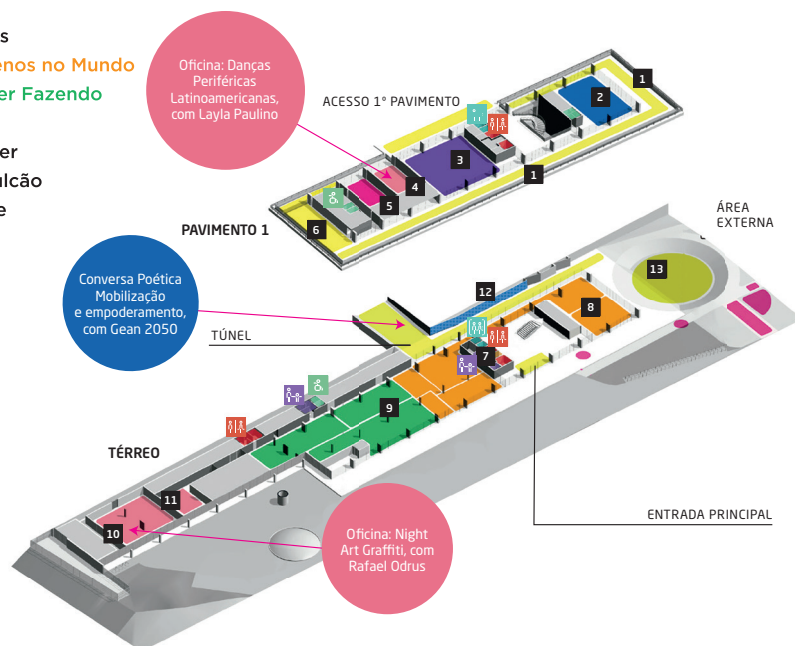 s
enos no Mundo
er Fazendo
er
ulcão
e
Oficina: Danças
Periféricas
Latinoamericanas,
com Layla Paulino
ACESSO 1º PAVIMENTO
1
2
3
1
4
5
6
PAVIMENTO 1
ÁREA
EXTERNA
13
Conversa Poética
Mobilização
e empoderamento,
com Gean 2050
12
8
TÚNEL
7
9
TÉRREO
11
10
ENTRADA PRINCIPAL
Oficina: Night
Art Graffiti, com
Rafael Odrus